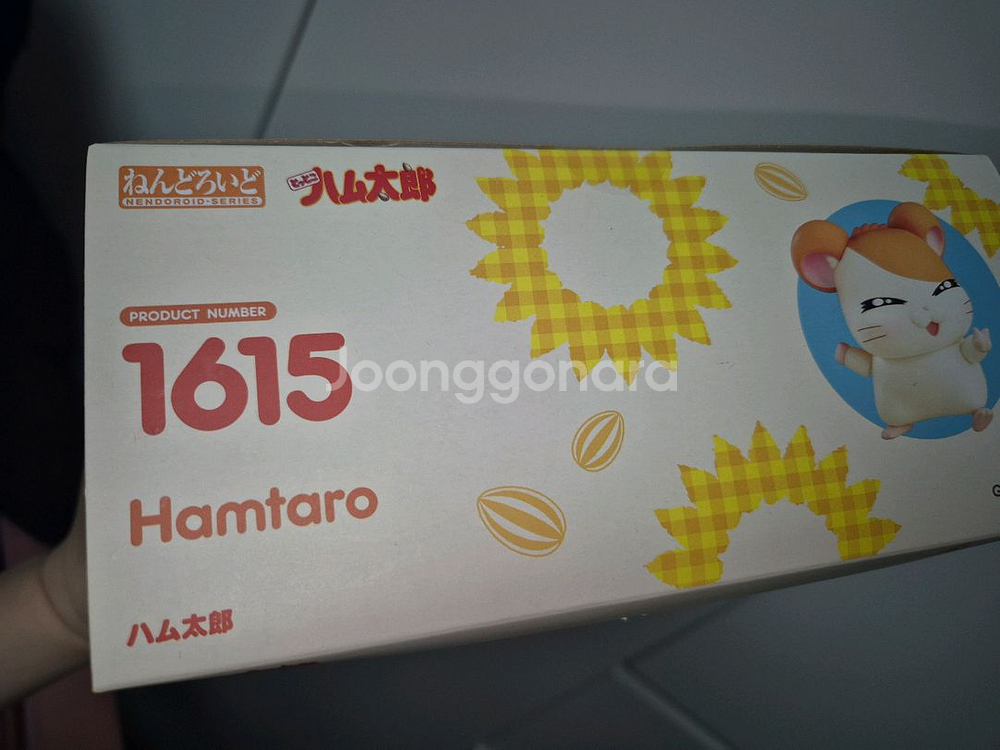 ねんどろいど
NENDOROID-SERIES
とっとこ
ハム太郎
PRODUCT NUMBER
1615
Joonggonara
Hamtaro
ハム太郎
G